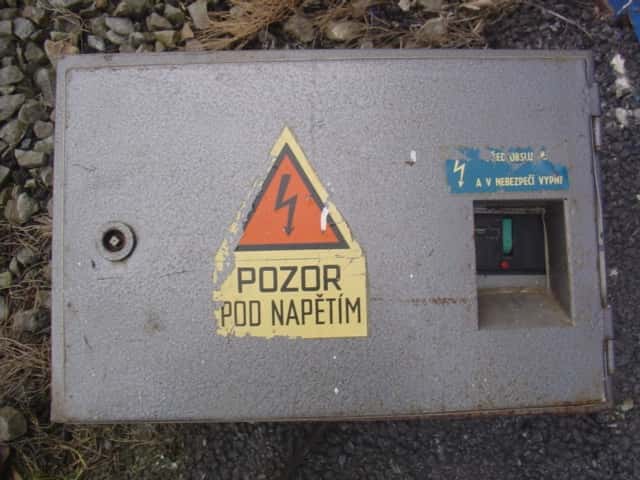 POZOR
POD NAPĚTÍM
A V NEBEZPEČÍ VYPNI